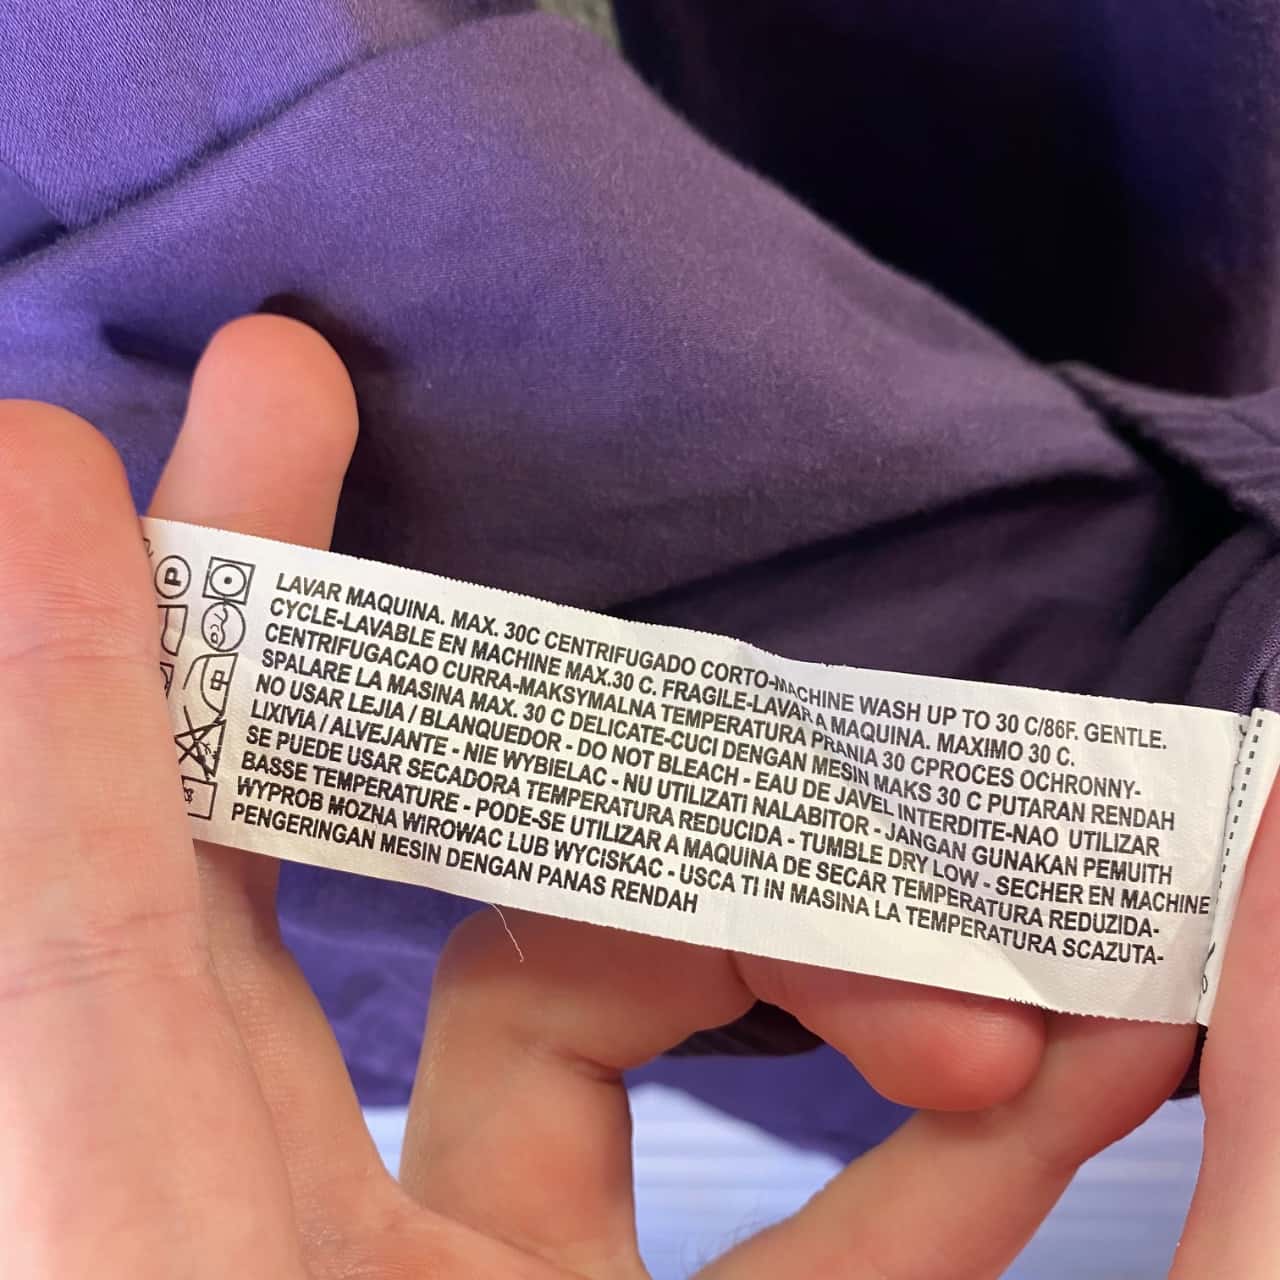 LAVAR MAQUINA. MAX. 30C CENTRIFUGADO CORTO-MACHINE WASH UP TO 30 C/86F. GENTLE.
CYCLE-LAVABLE EN MACHINE MAX.30 C. FRAGILE-LAVAR A MAQUINA. MAXIMO 30 C.
CENTRIFUGACAO CURRA-MAKSYMALNA TEMPERATURA PRANIA 30 CPROCES OCHRONNY-
SPALARE LA MASINA MAX. 30 C DELICATE-CUCI DENGAN MESIN MAKS 30 C PUTARAN RENDAH
NO USAR LEJIA / BLANQUEDOR - DO NOT BLEACH - EAU DE JAVEL INTERDITE-NAO UTILIZAR
LIXIViA / ALVEJANTE - NIE WYBIELAC - NU UTILIZATi NALABITOR - JANGAN GUNAKAN PEMUITH
SE PUEDE USAR SECADORA TEMPERATURA REDUCIDA - TUMBLE DRY LOW - SECHER EN MACHINE
BASSE TEMPERATURE - PODE-SE UTILIZAR A MAQUiNA DE SECAR TEMPERATURA REDUZIDA-
WYPROB MOZNA WiROWAC LUB WYCiSKAC - USCA Ti IN MASINA LA TEMPERATURA SCAZUTA-
PENGERINGAN MESIN DENGAN PANAS RENDAH
P